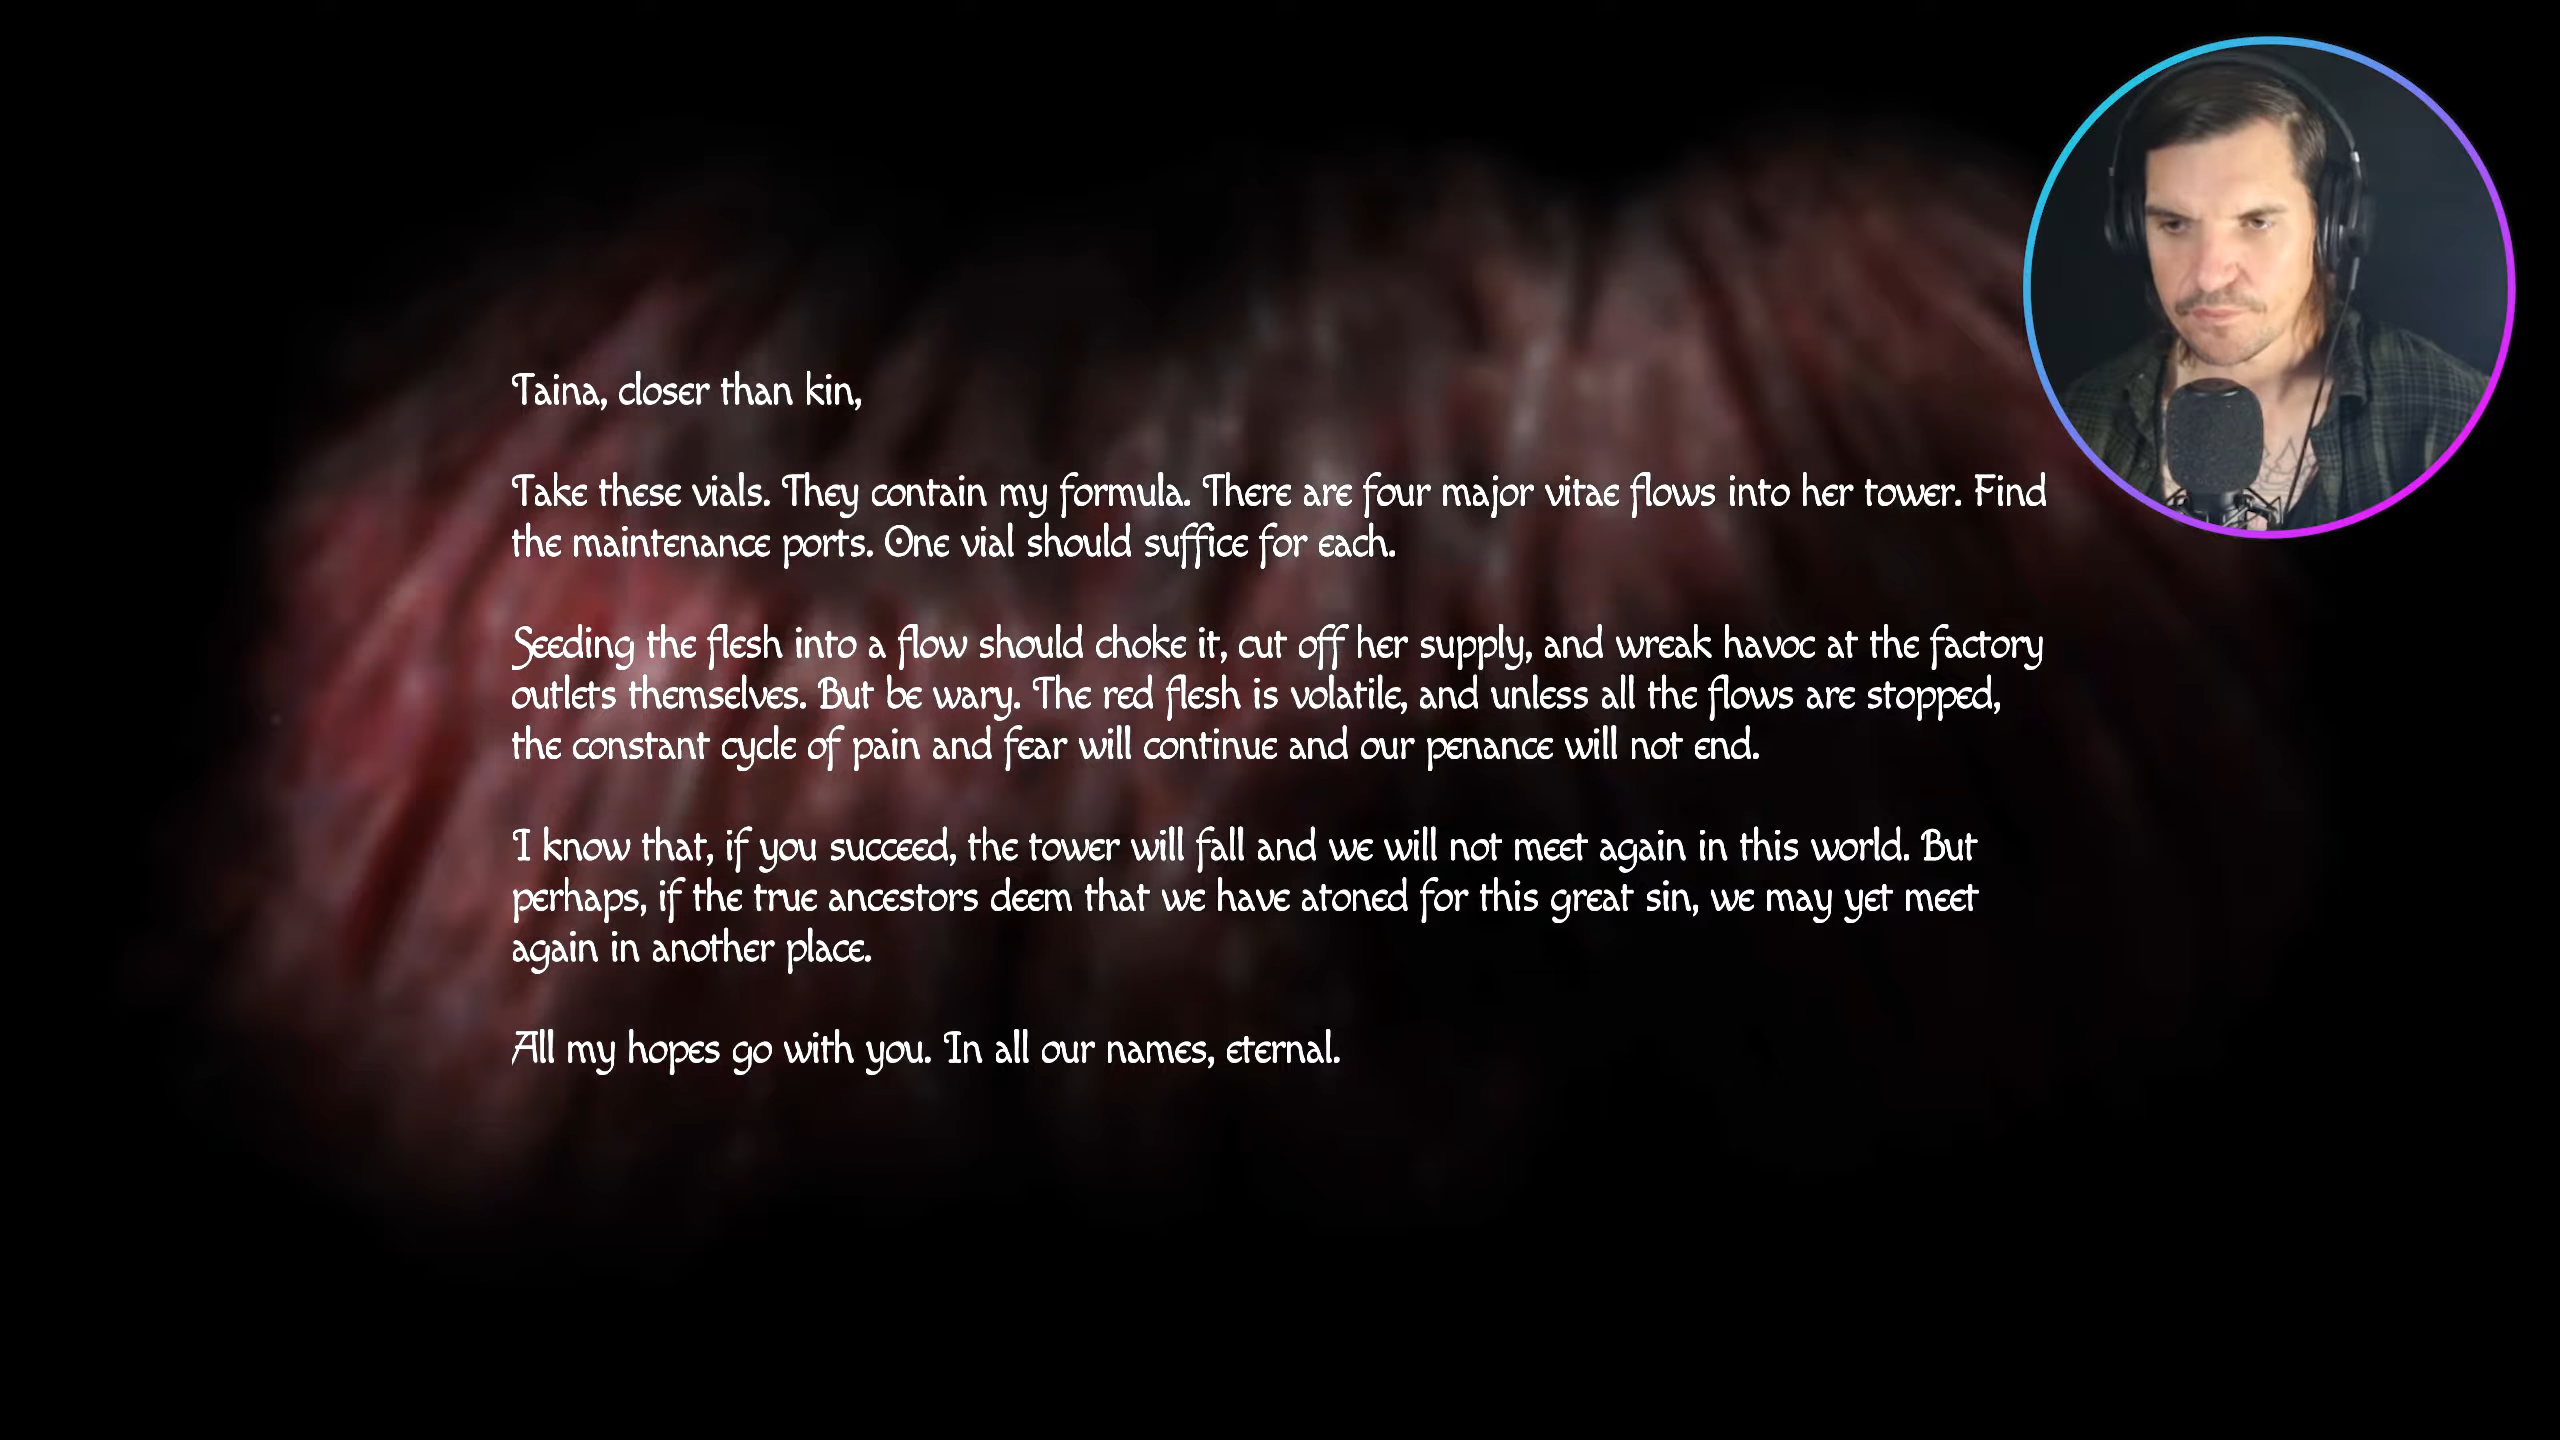 Taina, closer than kin,
Take these vials. They contain my formula. There are four major vitae flows into her tower. Find
the maintenance ports. One vial should suffice for each.
Seeding the flesh into a flow should choke it, cut off her supply, and wreak havoc at the factory
outlets themselves. But be wary. The red flesh is volatile, and unless all the flows are stopped,
the constant cycle of pain and fear will continue and our penance will not end.
I know that, if you succeed, the tower will fall and we will not meet again in this world. But
perhaps, if the true ancestors deem that we have atoned for this great sin, we may yet meet
again in another place.
All my hopes go with you. In all our names, eternal.